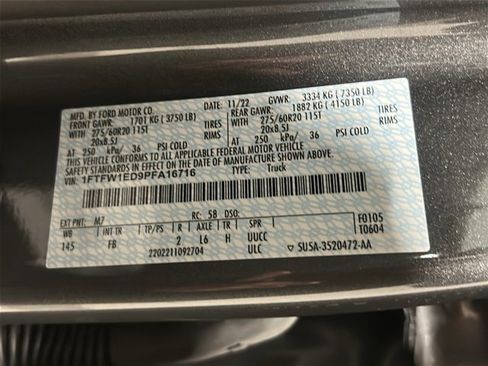 MFD. BY FORD MOTOR CO. 11/22 GVWR: 3334 KG ( 7350 LB)
FRONT GAWR: 1701 KG ( 3750 LB) REAR GAWR: 1882 KG ( 4150 LB)
WITH 275/60R20 115T TIRES WITH 275/60R20 115T TIRES
20x8.5J RIMS 20x8.5J RIMS
AT 250 kPa/ 36 PSI COLD AT 250 kPa/ 36 PSI COLD
THIS VEHICLE CONFORMS TO ALL APPLICABLE FEDERAL MOTOR VEHICLE
SAFETY STANDARDS IN EFFECT ON THE DATE OF MANUFACTURE SHOWN ABOVE.
VIN: 1FTFW1ED9PFA16716 TYPE: Truck
EXT PNT: M7 RC: 58 DSO: F0105
WB INT TR TP/PS R AXLE TR SPR T0604
145 FB 2 L6 H UUCC
2202211092704 ULC 5U5A-3520472-AA